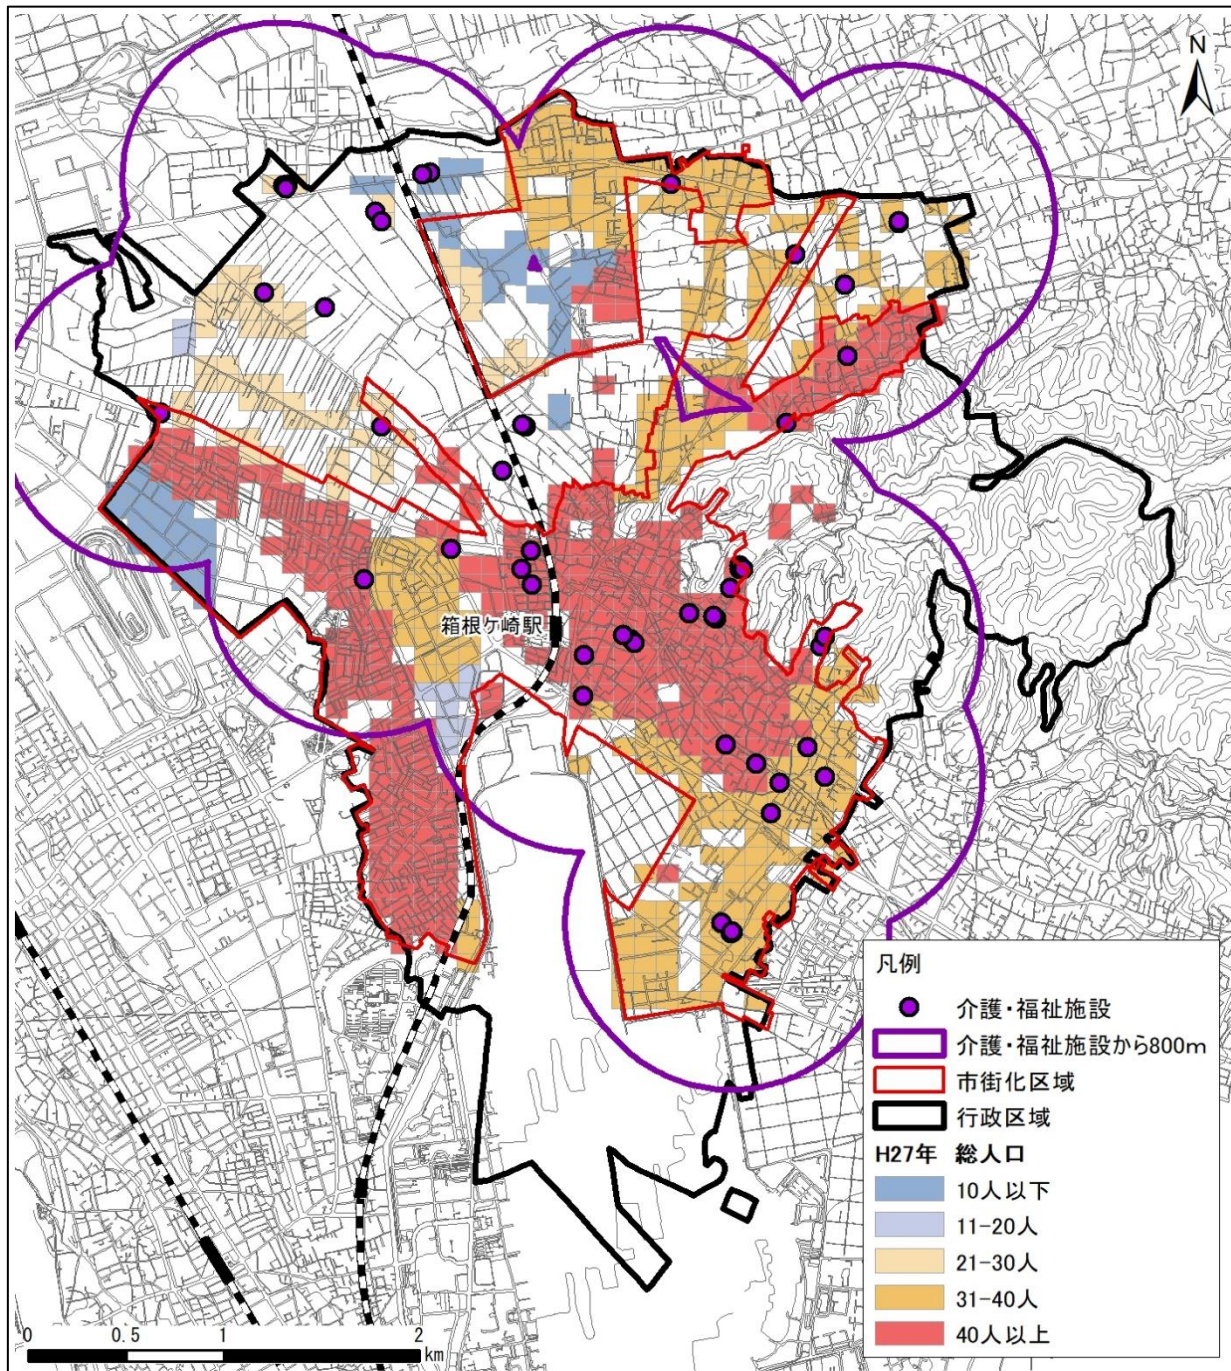 N
箱根ケ崎駅
凡例
介護・福祉施設
介護・福祉施設から800m
市街化区域
行政区域
H27年 総人口
10人以下
11-20人
21-30人
31-40人
40人以上
0 0.5 1 2
km